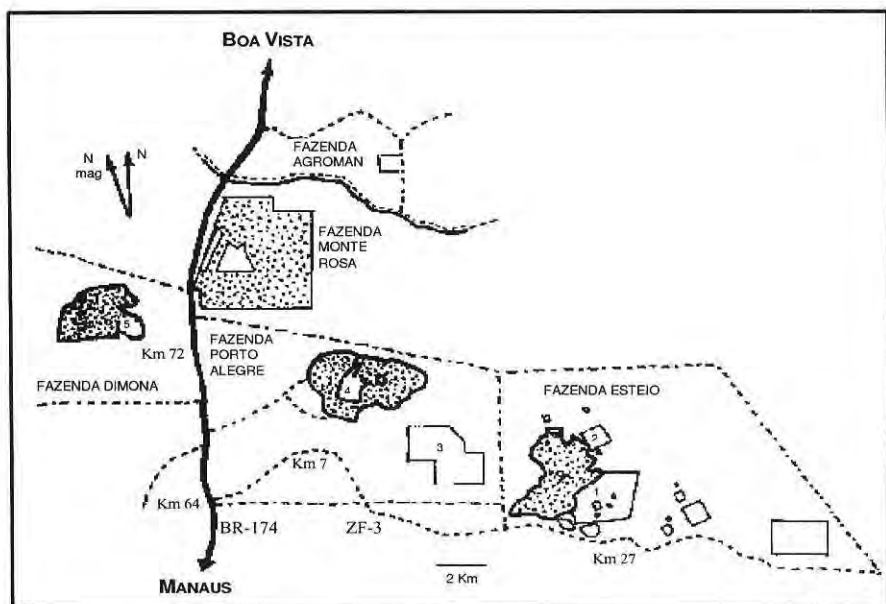 BOA VISTA
N
N
mag
FAZENDA
AGROMAN
FAZENDA
MONTE
ROSA
5
Km 72
FAZENDA
PORTO
ALEGRE
FAZENDA DIMONA
4
FAZENDA ESTEIO
3
2
Km 7
Km 64
BR-174
ZF-3
Km 27
2 Km
MANAUS